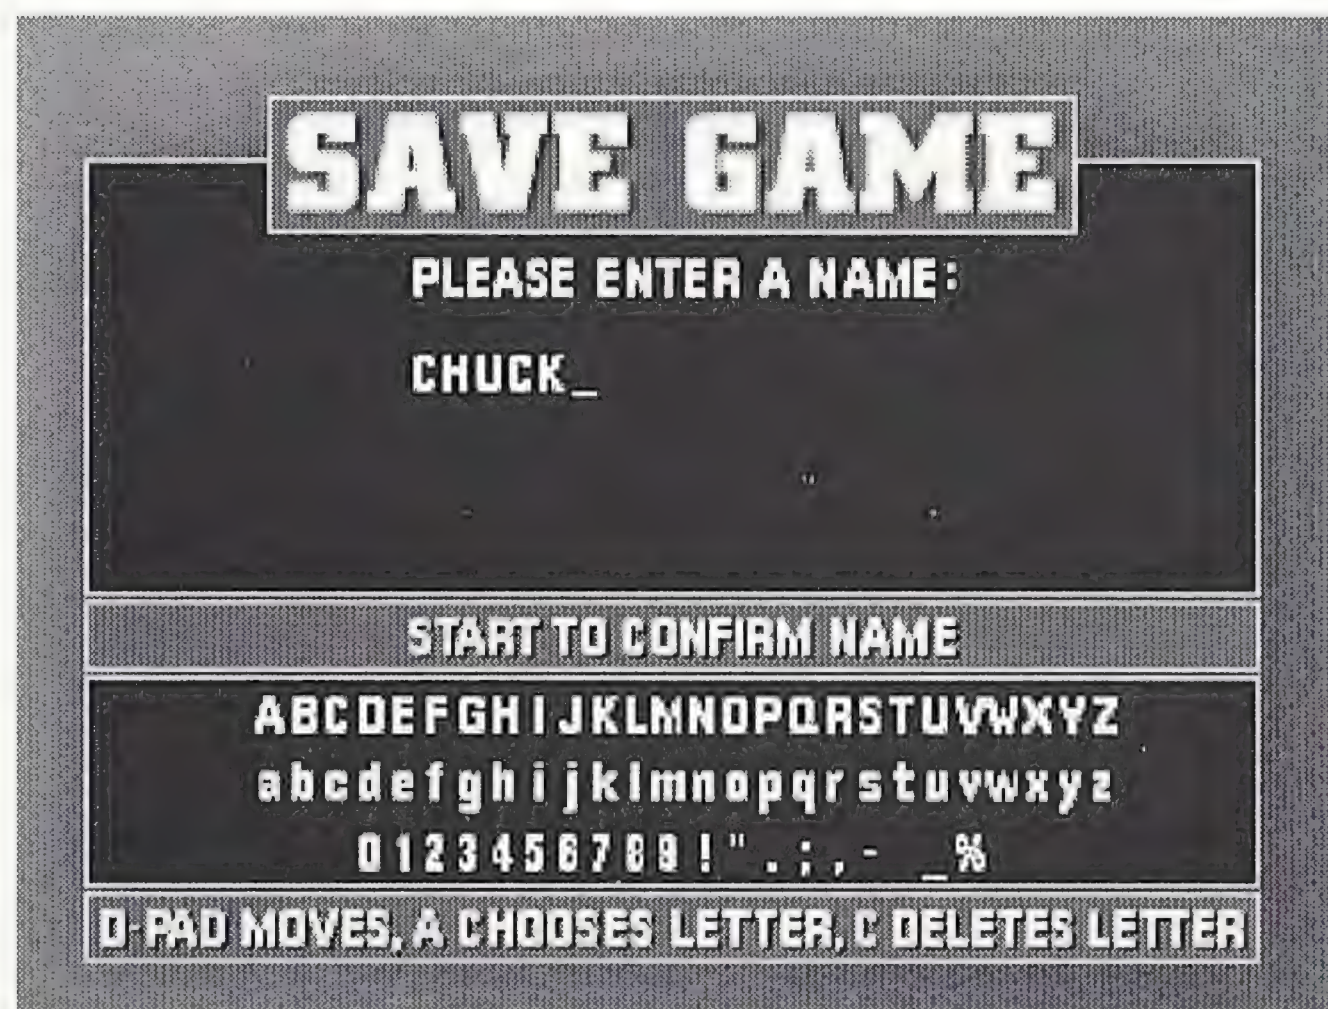 SAVE GAME
PLEASE ENTER A NAME:
CHUCK_
START TO CONFIRM NAME
ABCDEFGHIJKLMNOPQRSTUVWXYZ
abcdefghijklmnopqrstuvwxyz
0123456789!".;,- _%
D-PAD MOVES, A CHOOSES LETTER, C DELETES LETTER